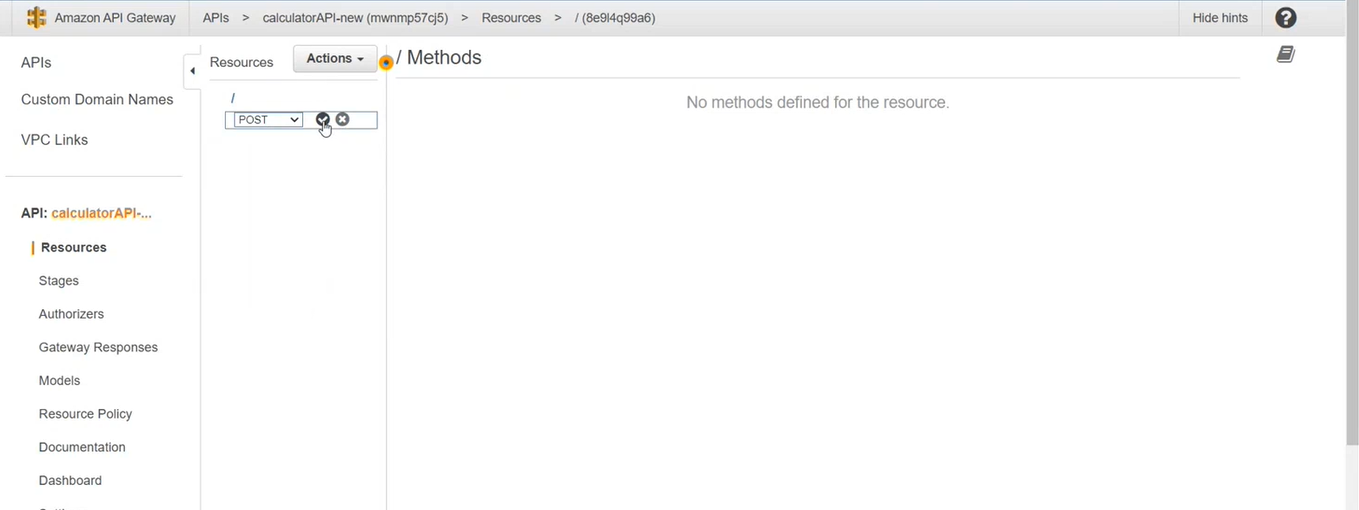 Amazon API Gateway APIs > calculatorAPI-new (mwnmp57cj5) > Resources > / (8e9l4q99a6) Hide hints ?
APIs
Custom Domain Names
VPC Links
API: calculatorAPI-...
Resources
Stages
Authorizers
Gateway Responses
Models
Resource Policy
Documentation
Dashboard
Resources Actions
/
POST
/ Methods
No methods defined for the resource.